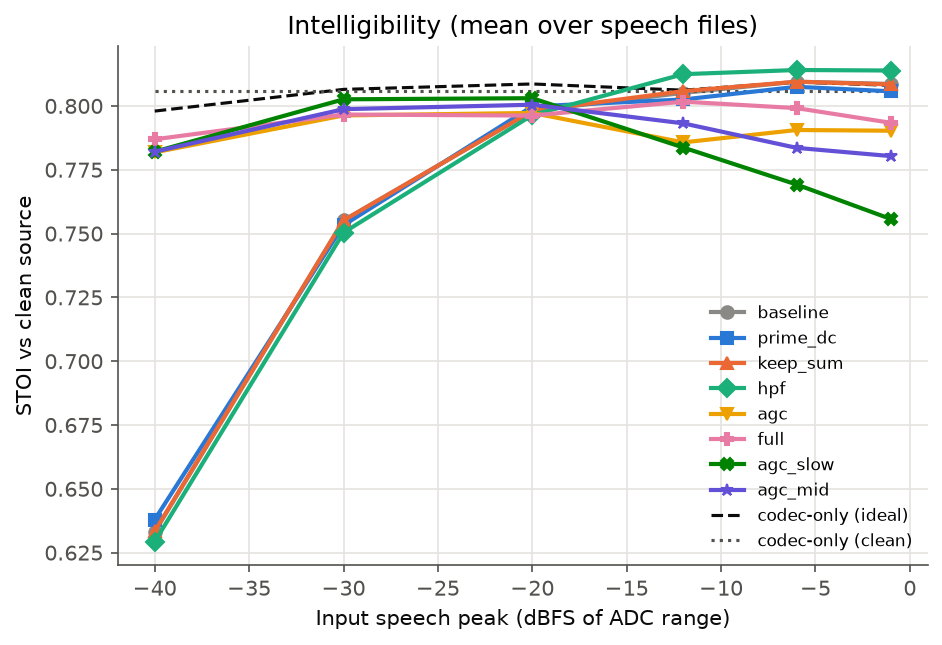 Intelligibility (mean over speech files)
STOI vs clean source
0.800
0.775
0.750
0.725
0.700
0.675
0.650
0.625
baseline
prime_dc
keep_sum
hpf
agc
full
agc_slow
agc_mid
codec-only (ideal)
codec-only (clean)
−40 −35 −30 −25 −20 −15 −10 −5 0
Input speech peak (dBFS of ADC range)